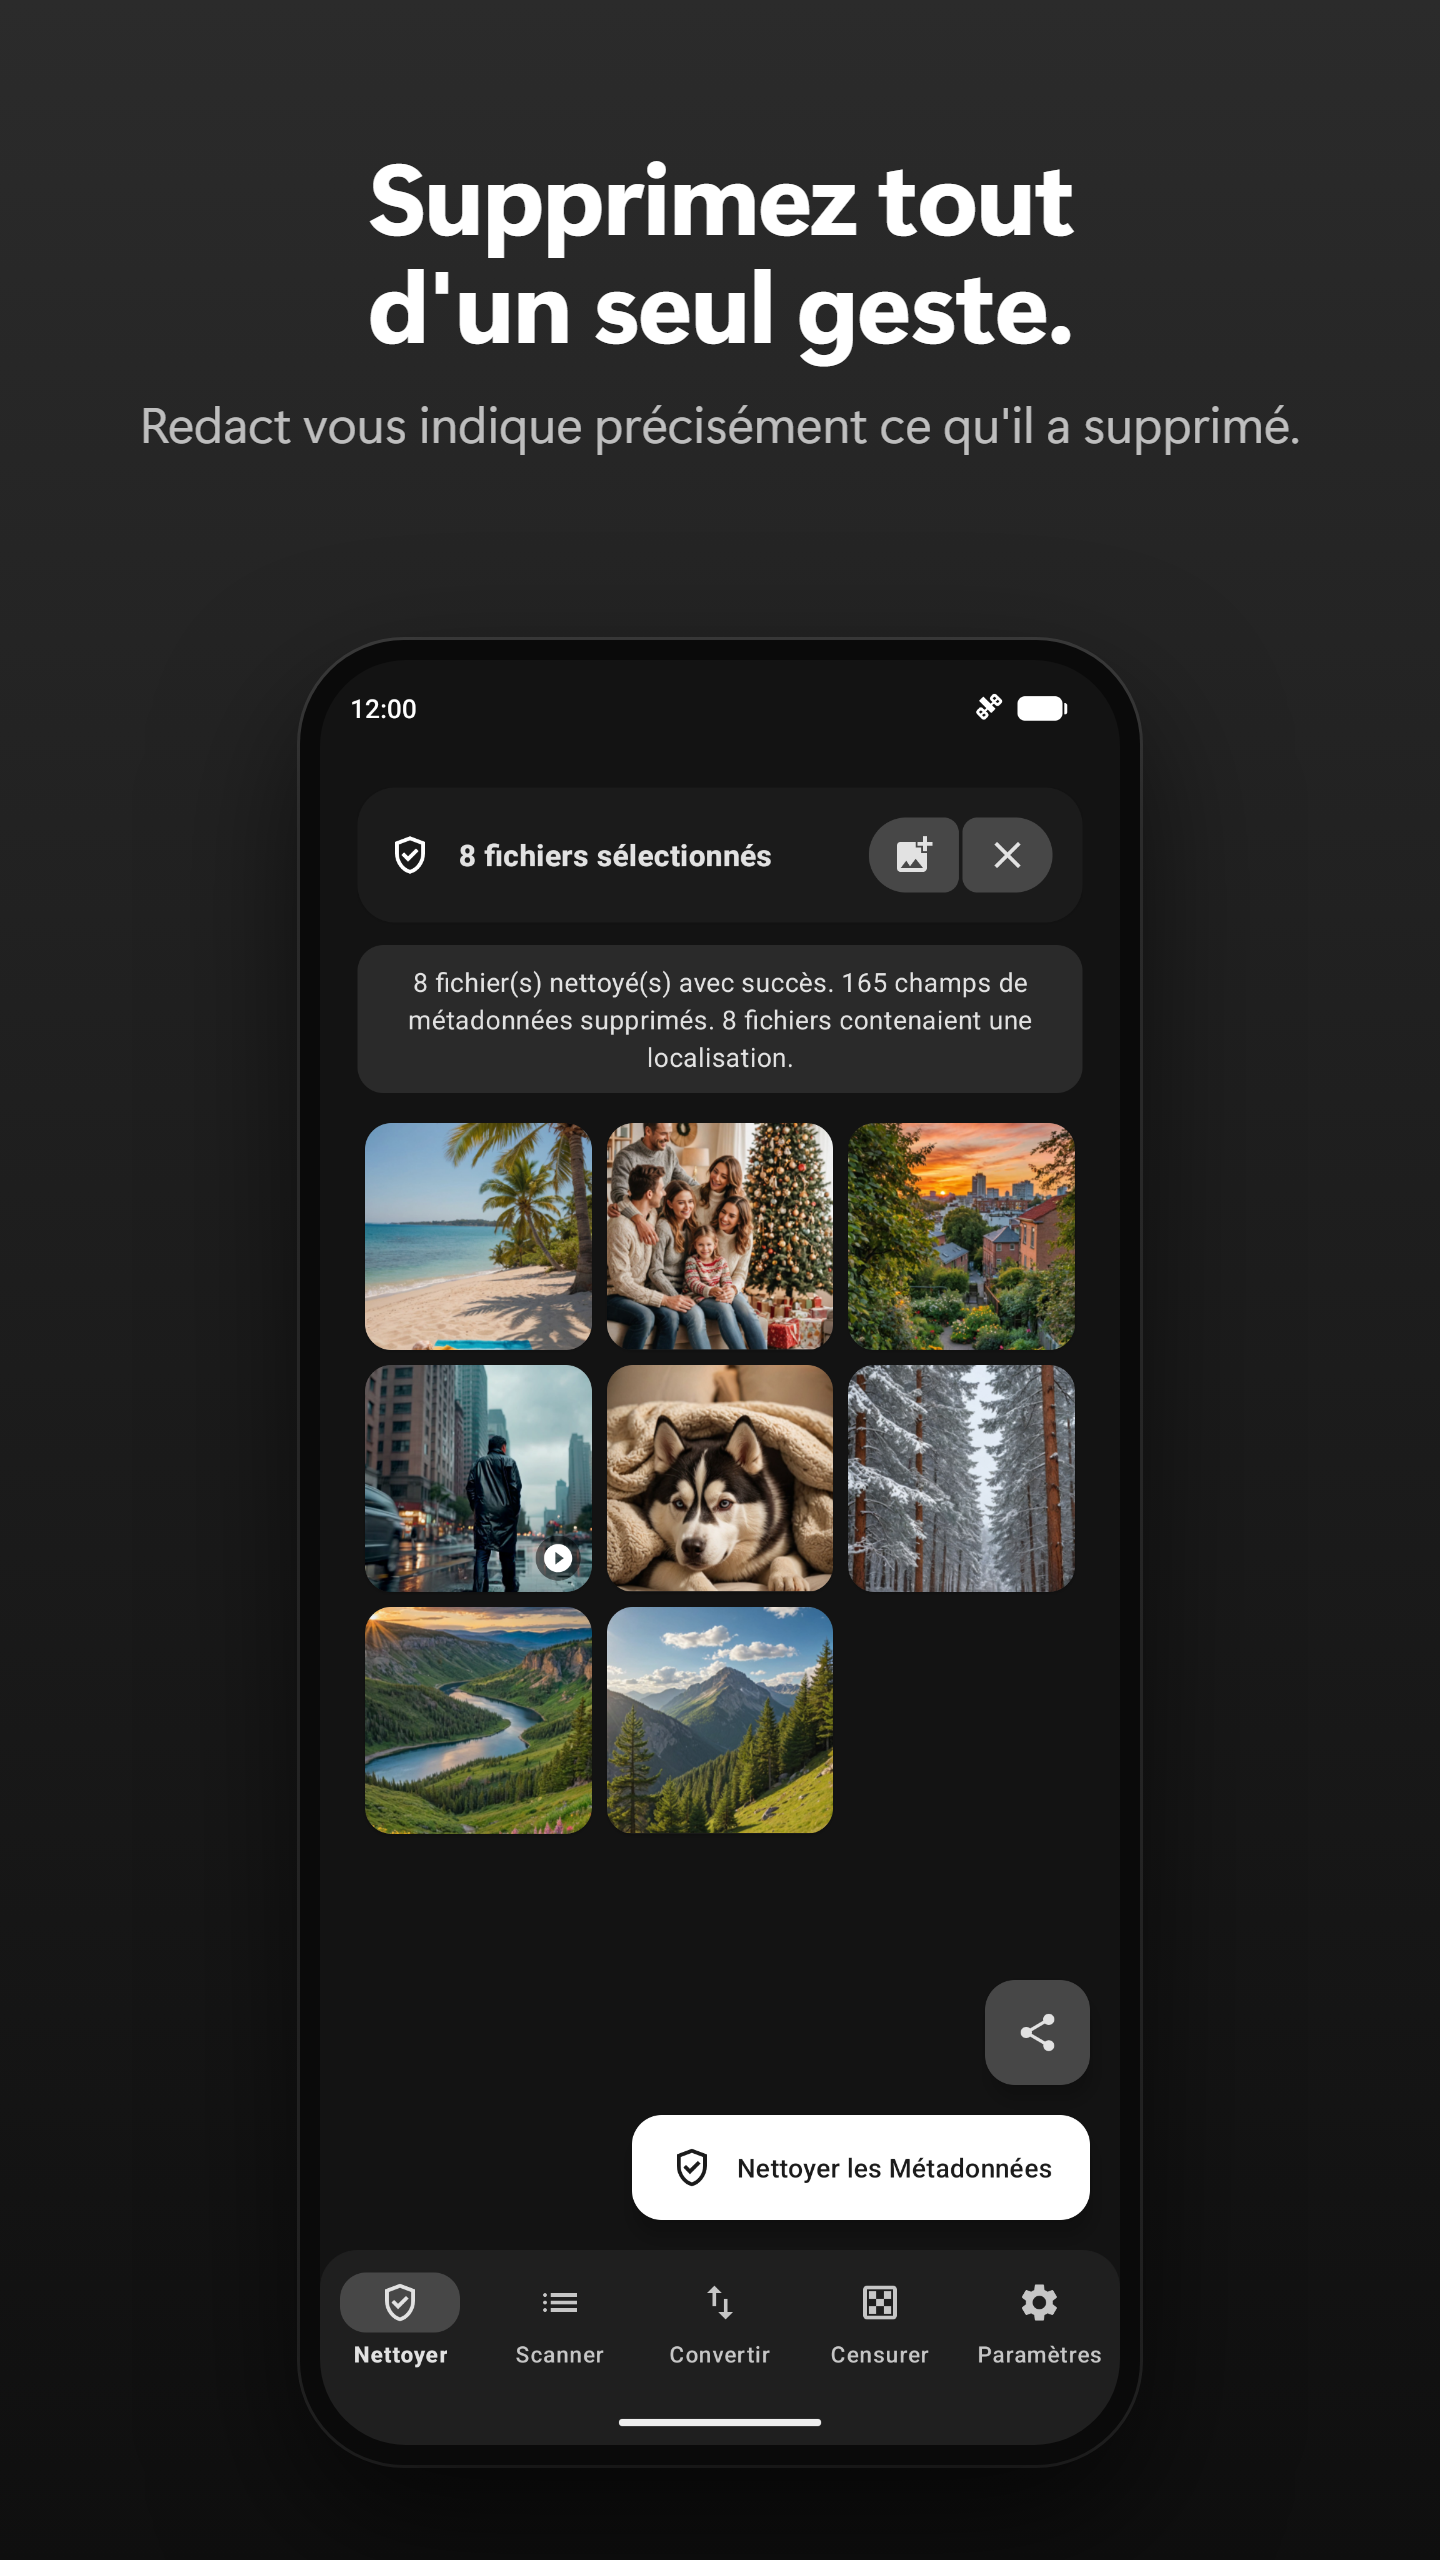 Supprimez tout
d'un seul geste.
Redact vous indique précisément ce qu'il a supprimé.
12:00
8 fichiers sélectionnés
8 fichier(s) nettoyé(s) avec succès. 165 champs de
métadonnées supprimés. 8 fichiers contenaient une
localisation.
Nettoyer les Métadonnées
Nettoyer
Scanner
Convertir
Censurer
Paramètres